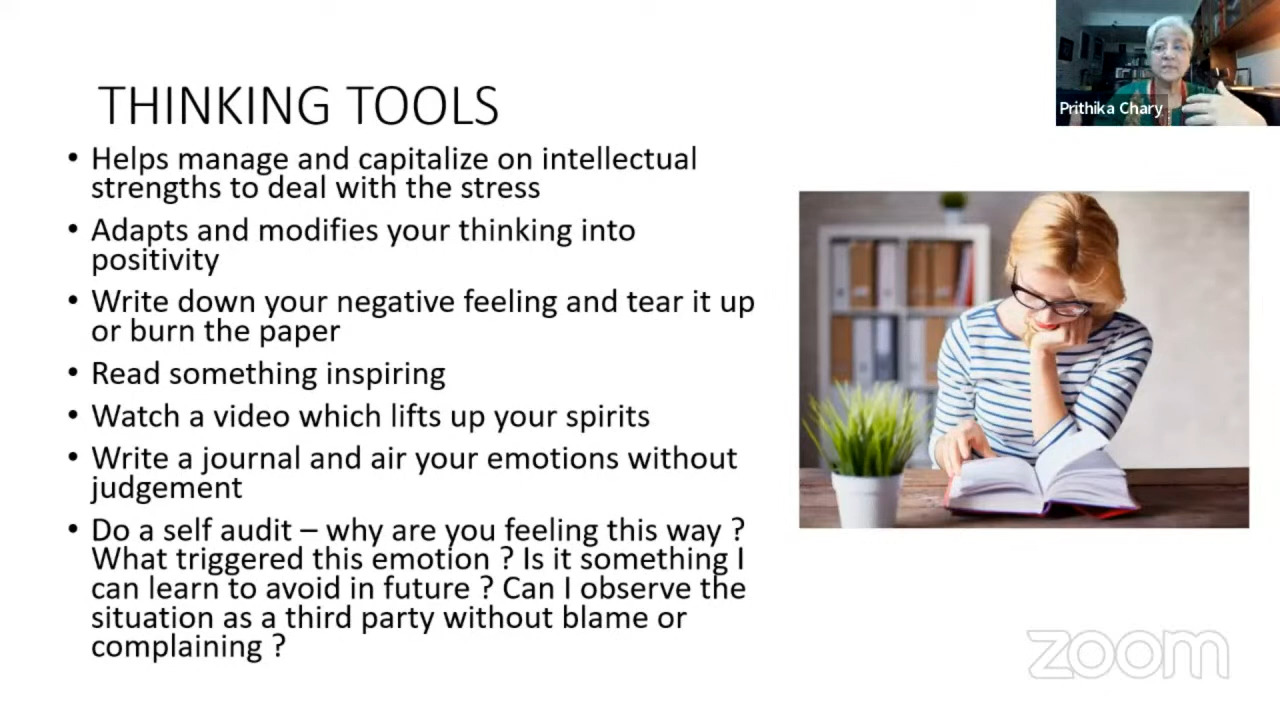 THINKING TOOLS
Prithika Chary
• Helps manage and capitalize on intellectual
strengths to deal with the stress
• Adapts and modifies your thinking into
positivity
• Write down your negative feeling and tear it up
or burn the paper
• Read something inspiring
• Watch a video which lifts up your spirits
• Write a journal and air your emotions without
judgement
• Do a self audit – why are you feeling this way ?
What triggered this emotion ? Is it something I
can learn to avoid in future ? Can I observe the
situation as a third party without blame or
complaining ?
zoom